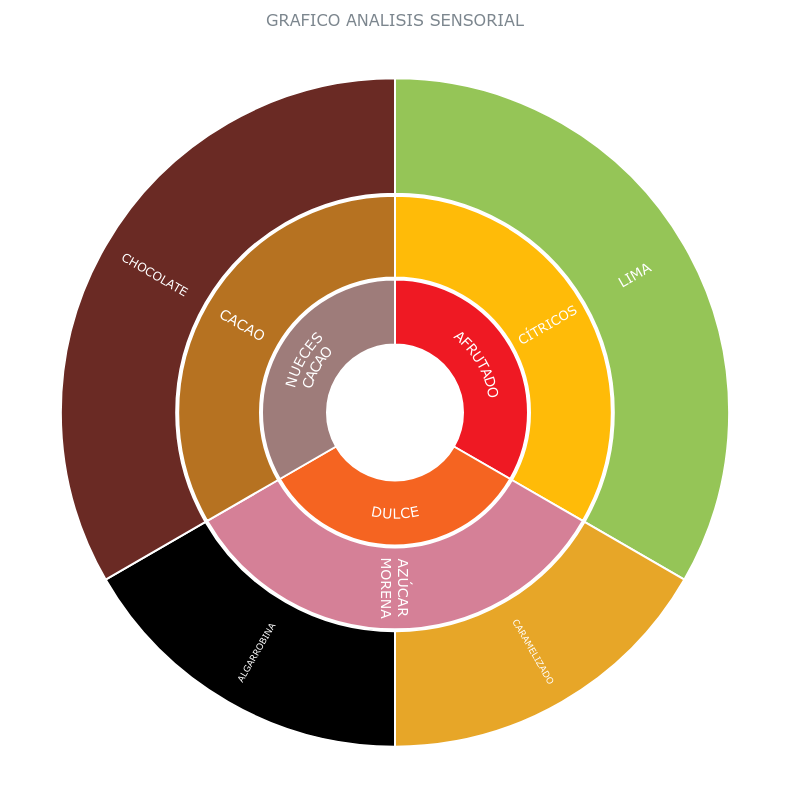 GRAFICO ANALISIS SENSORIAL
CHOCOLATE
LIMA
CACAO
CÍTRICOS
NUECES
CACAO
AFRUTADO
DULCE
AZÚCAR
MORENA
ALGARROBINA
CARAMELIZADO